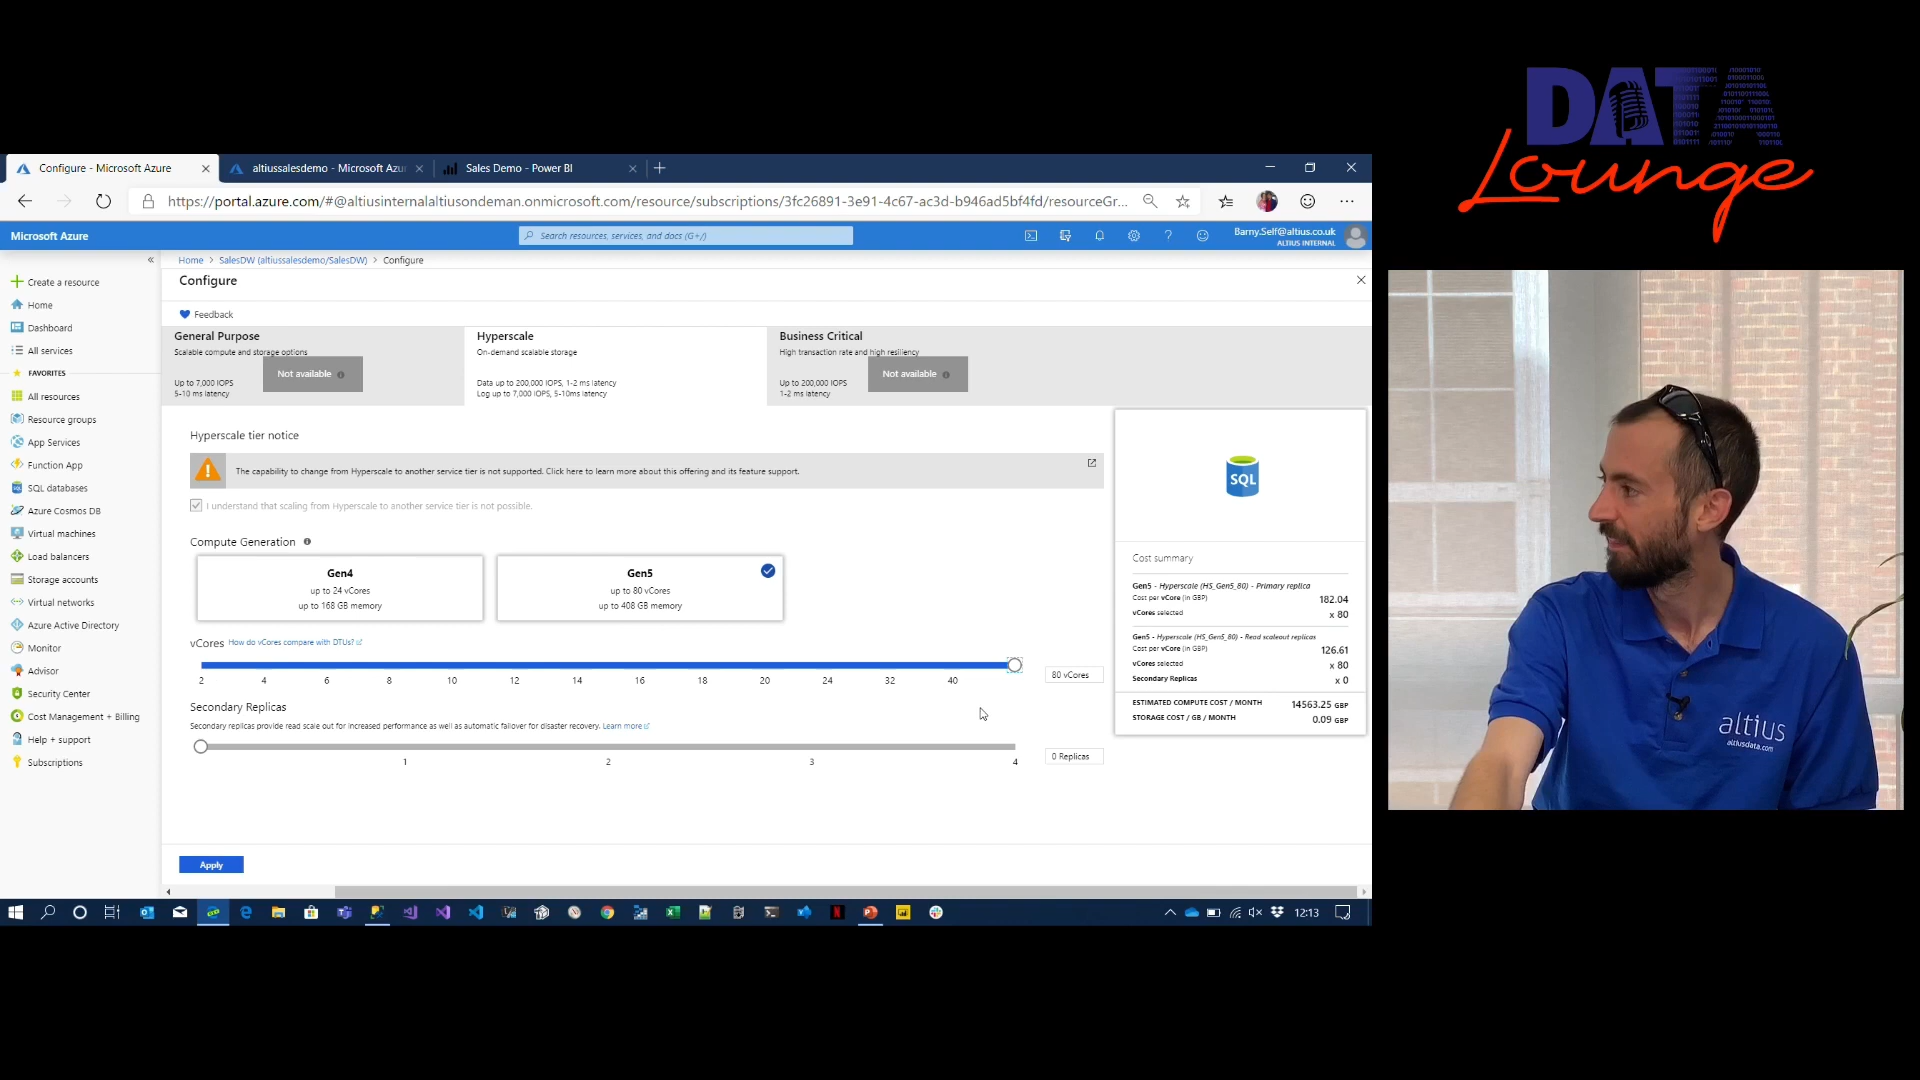 DATA
Lounge
Configure - Microsoft Azure
altiussalesdemo - Microsoft Azu
Sales Demo - Power BI
https://portal.azure.com/#@altiusinternalaltiusondeman.onmicrosoft.com/resource/subscriptions/3fc26891-3e91-4c67-ac3d-b946ad5bf4fd/resourceGr...
Microsoft Azure
Search resources, services, and docs (G+/)
Barny.Self@altius.co.uk
ALTIUS INTERNAL
Home > SalesDW (altiussalesdemo/SalesDW) > Configure
Configure
Feedback
Create a resource
Home
Dashboard
All services
FAVORITES
All resources
Resource groups
App Services
Function App
SQL databases
Azure Cosmos DB
Virtual machines
Load balancers
Storage accounts
Virtual networks
Azure Active Directory
Monitor
Advisor
Security Center
Cost Management + Billing
Help + support
Subscriptions
General Purpose
Scalable compute and storage options
Not available
Up to 7,000 IOPS
5-10 ms latency
Hyperscale
On-demand scalable storage
Data up to 200,000 IOPS, 1-2 ms latency
Log up to 7,000 IOPS, 5-10ms latency
Business Critical
High transaction rate and high resiliency
Not available
Up to 200,000 IOPS
1-2 ms latency
Hyperscale tier notice
The capability to change from Hyperscale to another service tier is not supported. Click here to learn more about this offering and its feature support.
I understand that scaling from Hyperscale to another service tier is not possible.
Compute Generation
Gen4
up to 24 vCores
up to 168 GB memory
Gen5
up to 80 vCores
up to 408 GB memory
vCores How do vCores compare with DTUs?
2 4 6 8 10 12 14 16 18 20 24 32 40
80 vCores
Secondary Replicas
Secondary replicas provide read scale out for increased performance as well as automatic failover for disaster recovery. Learn more
1 2 3 4
0 Replicas
Apply
SQL
Cost summary
Gen5 - Hyperscale (HS_Gen5_80) - Primary replica
Cost per vCore (in GBP) 182.04
vCores selected x 80
Gen5 - Hyperscale (HS_Gen5_80) - Read scaleout replicas
Cost per vCore (in GBP) 126.61
vCores selected x 80
Secondary Replicas x 0
ESTIMATED COMPUTE COST / MONTH 14563.25 GBP
STORAGE COST / GB / MONTH 0.09 GBP
12:13
altius
altiusdata.com